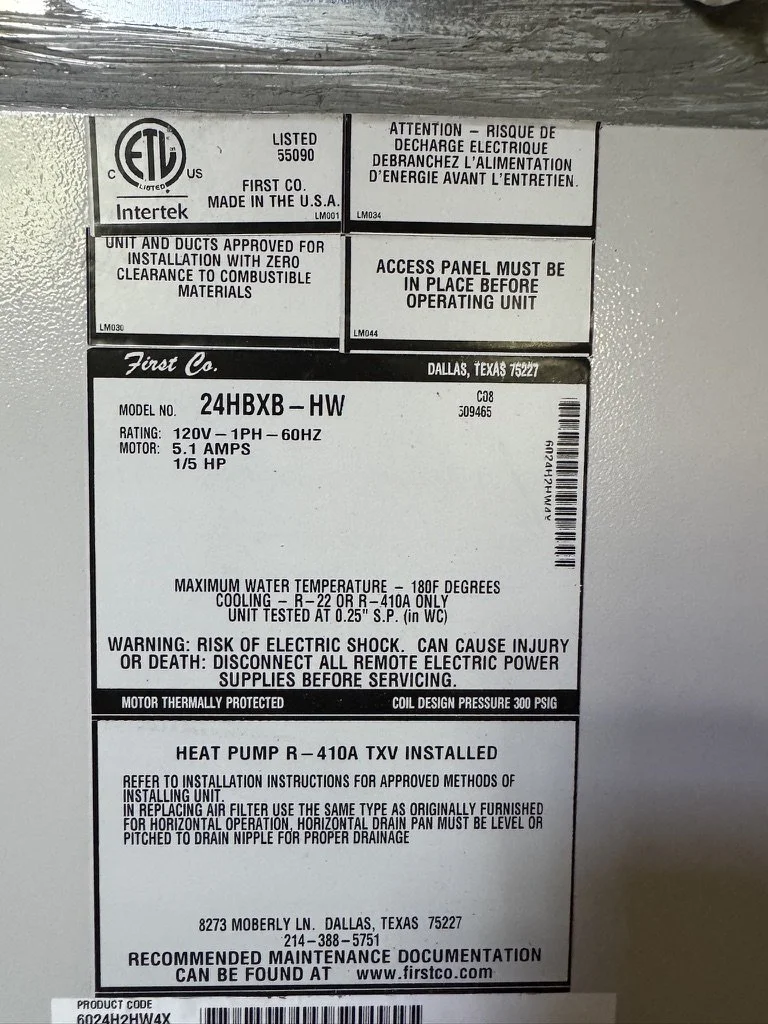 ETL
LISTED
C US
Intertek
LISTED
55090
FIRST CO.
MADE IN THE U.S.A.
LM001
ATTENTION – RISQUE DE
DECHARGE ELECTRIQUE
DEBRANCHEZ L'ALIMENTATION
D'ENERGIE AVANT L'ENTRETIEN.
LM034
UNIT AND DUCTS APPROVED FOR
INSTALLATION WITH ZERO
CLEARANCE TO COMBUSTIBLE
MATERIALS
LM030
ACCESS PANEL MUST BE
IN PLACE BEFORE
OPERATING UNIT
LM044
First Co. DALLAS, TEXAS 75227
MODEL NO. 24HBXB–HW
C08
309465
RATING: 120V–1PH–60HZ
MOTOR: 5.1 AMPS
1/5 HP
6024H2HW4X
MAXIMUM WATER TEMPERATURE – 180F DEGREES
COOLING – R-22 OR R-410A ONLY
UNIT TESTED AT 0.25" S.P. (in WC)
WARNING: RISK OF ELECTRIC SHOCK. CAN CAUSE INJURY
OR DEATH: DISCONNECT ALL REMOTE ELECTRIC POWER
SUPPLIES BEFORE SERVICING.
MOTOR THERMALLY PROTECTED COIL DESIGN PRESSURE 300 PSIG
HEAT PUMP R–410A TXV INSTALLED
REFER TO INSTALLATION INSTRUCTIONS FOR APPROVED METHODS OF
INSTALLING UNIT.
IN REPLACING AIR FILTER USE THE SAME TYPE AS ORIGINALLY FURNISHED
FOR HORIZONTAL OPERATION, HORIZONTAL DRAIN PAN MUST BE LEVEL OR
PITCHED TO DRAIN NIPPLE FOR PROPER DRAINAGE
8273 MOBERLY LN. DALLAS, TEXAS 75227
214–388–5751
RECOMMENDED MAINTENANCE DOCUMENTATION
CAN BE FOUND AT www.firstco.com
PRODUCT CODE
6024H2HW4X